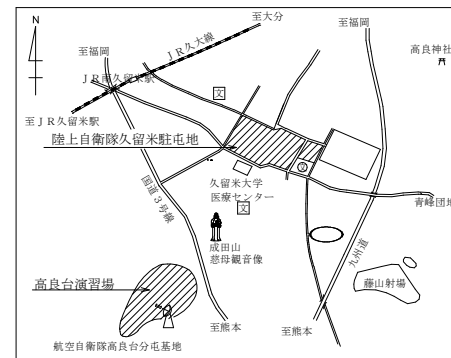 N
至大分
至福岡
JR久大線
至福岡
高良神社
JR南久留米駅
文
至JR久留米駅
陸上自衛隊久留米駐屯地
文
久留米大学
医療センター
国道3号線
文
青峰団地
成田山
慈母観音像
九州道
高良台演習場
藤山射場
至熊本
至熊本
航空自衛隊高良台分屯基地